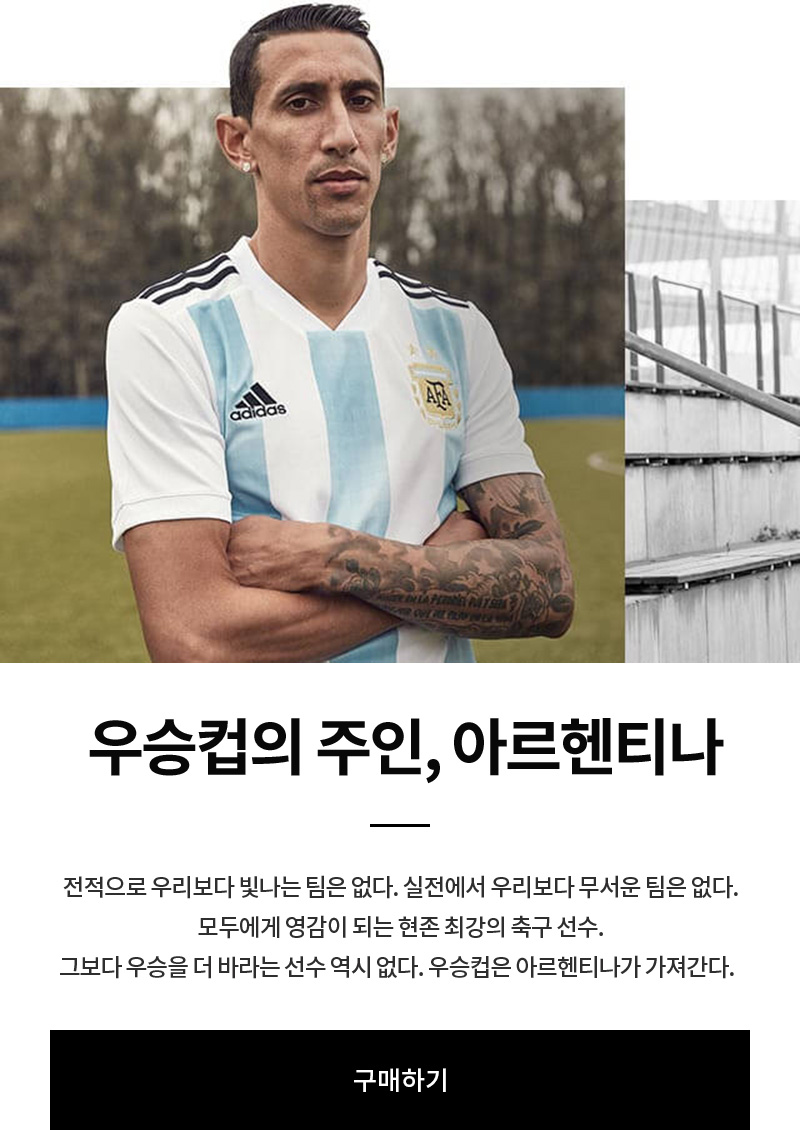 adidas
AFA
우승컵의 주인, 아르헨티나
전적으로 우리보다 빛나는 팀은 없다. 실전에서 우리보다 무서운 팀은 없다.
모두에게 영감이 되는 현존 최강의 축구 선수.
그보다 우승을 더 바라는 선수 역시 없다. 우승컵은 아르헨티나가 가져간다.
구매하기